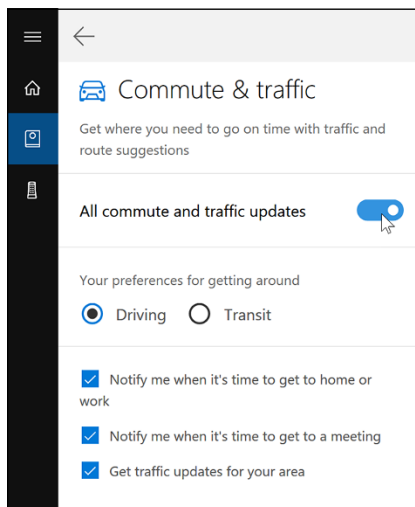 Commute & traffic
Get where you need to go on time with traffic and
route suggestions
All commute and traffic updates
Your preferences for getting around
Driving Transit
Notify me when it's time to get to home or
work
Notify me when it's time to get to a meeting
Get traffic updates for your area